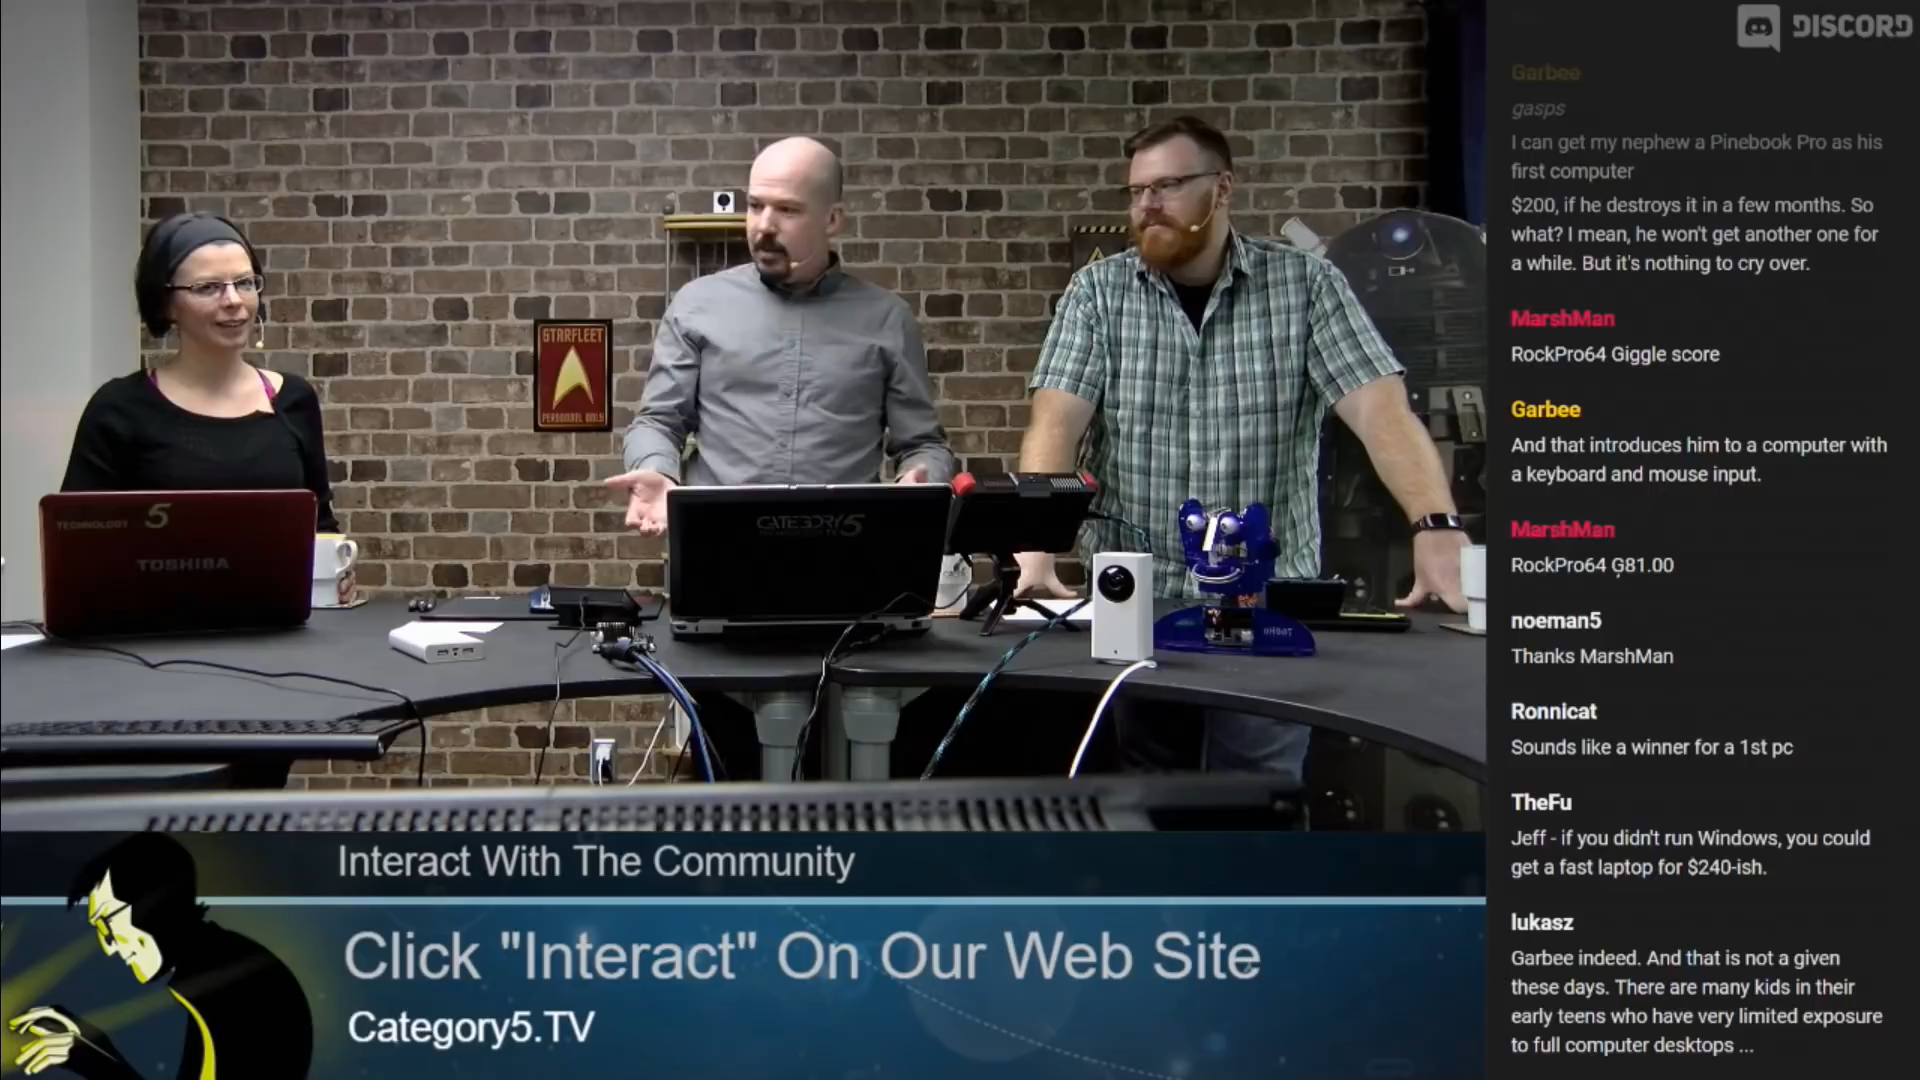 DISCORD
Garbee
gasps
I can get my nephew a Pinebook Pro as his
first computer
$200, if he destroys it in a few months. So
what? I mean, he won't get another one for
a while. But it's nothing to cry over.
MarshMan
RockPro64 Giggle score
Garbee
And that introduces him to a computer with
a keyboard and mouse input.
MarshMan
RockPro64 G81.00
noeman5
Thanks MarshMan
Ronnicat
Sounds like a winner for a 1st pc
TheFu
Jeff - if you didn't run Windows, you could
get a fast laptop for $240-ish.
lukasz
Garbee indeed. And that is not a given
these days. There are many kids in their
early teens who have very limited exposure
to full computer desktops ...
STARFLEET
PERSONNEL ONLY
TECHNOLOGY 5
TOSHIBA
CATEGORY5
TECHNOLOGY TV
OHBOT
Interact With The Community
Click "Interact" On Our Web Site
Category5.TV